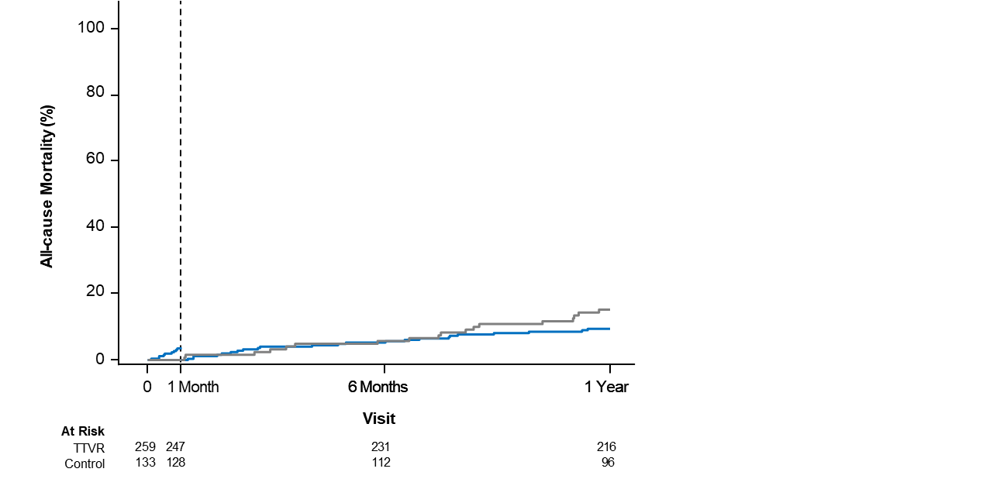 100
80
60
40
20
0
All-cause Mortality (%)
0 1 Month 6 Months 1 Year
Visit
At Risk
TTVR 259 247 231 216
Control 133 128 112 96